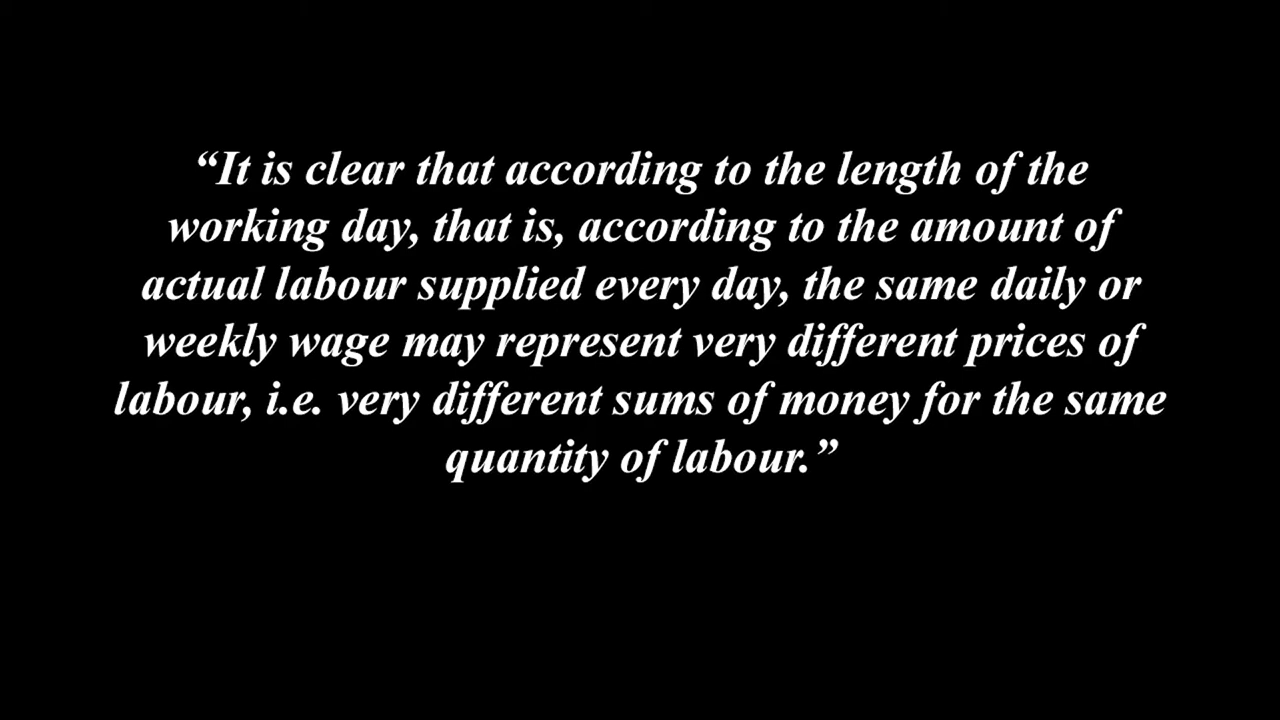 “It is clear that according to the length of the
working day, that is, according to the amount of
actual labour supplied every day, the same daily or
weekly wage may represent very different prices of
labour, i.e. very different sums of money for the same
quantity of labour.”